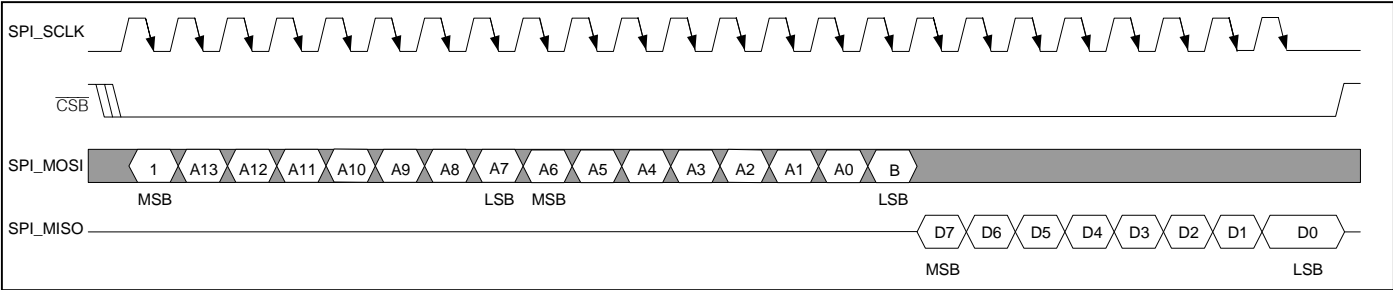 SPI_SCLK
CSB
SPI_MOSI 1 A13 A12 A11 A10 A9 A8 A7 A6 A5 A4 A3 A2 A1 A0 B
MSB LSB MSB LSB
SPI_MISO D7 D6 D5 D4 D3 D2 D1 D0
MSB LSB